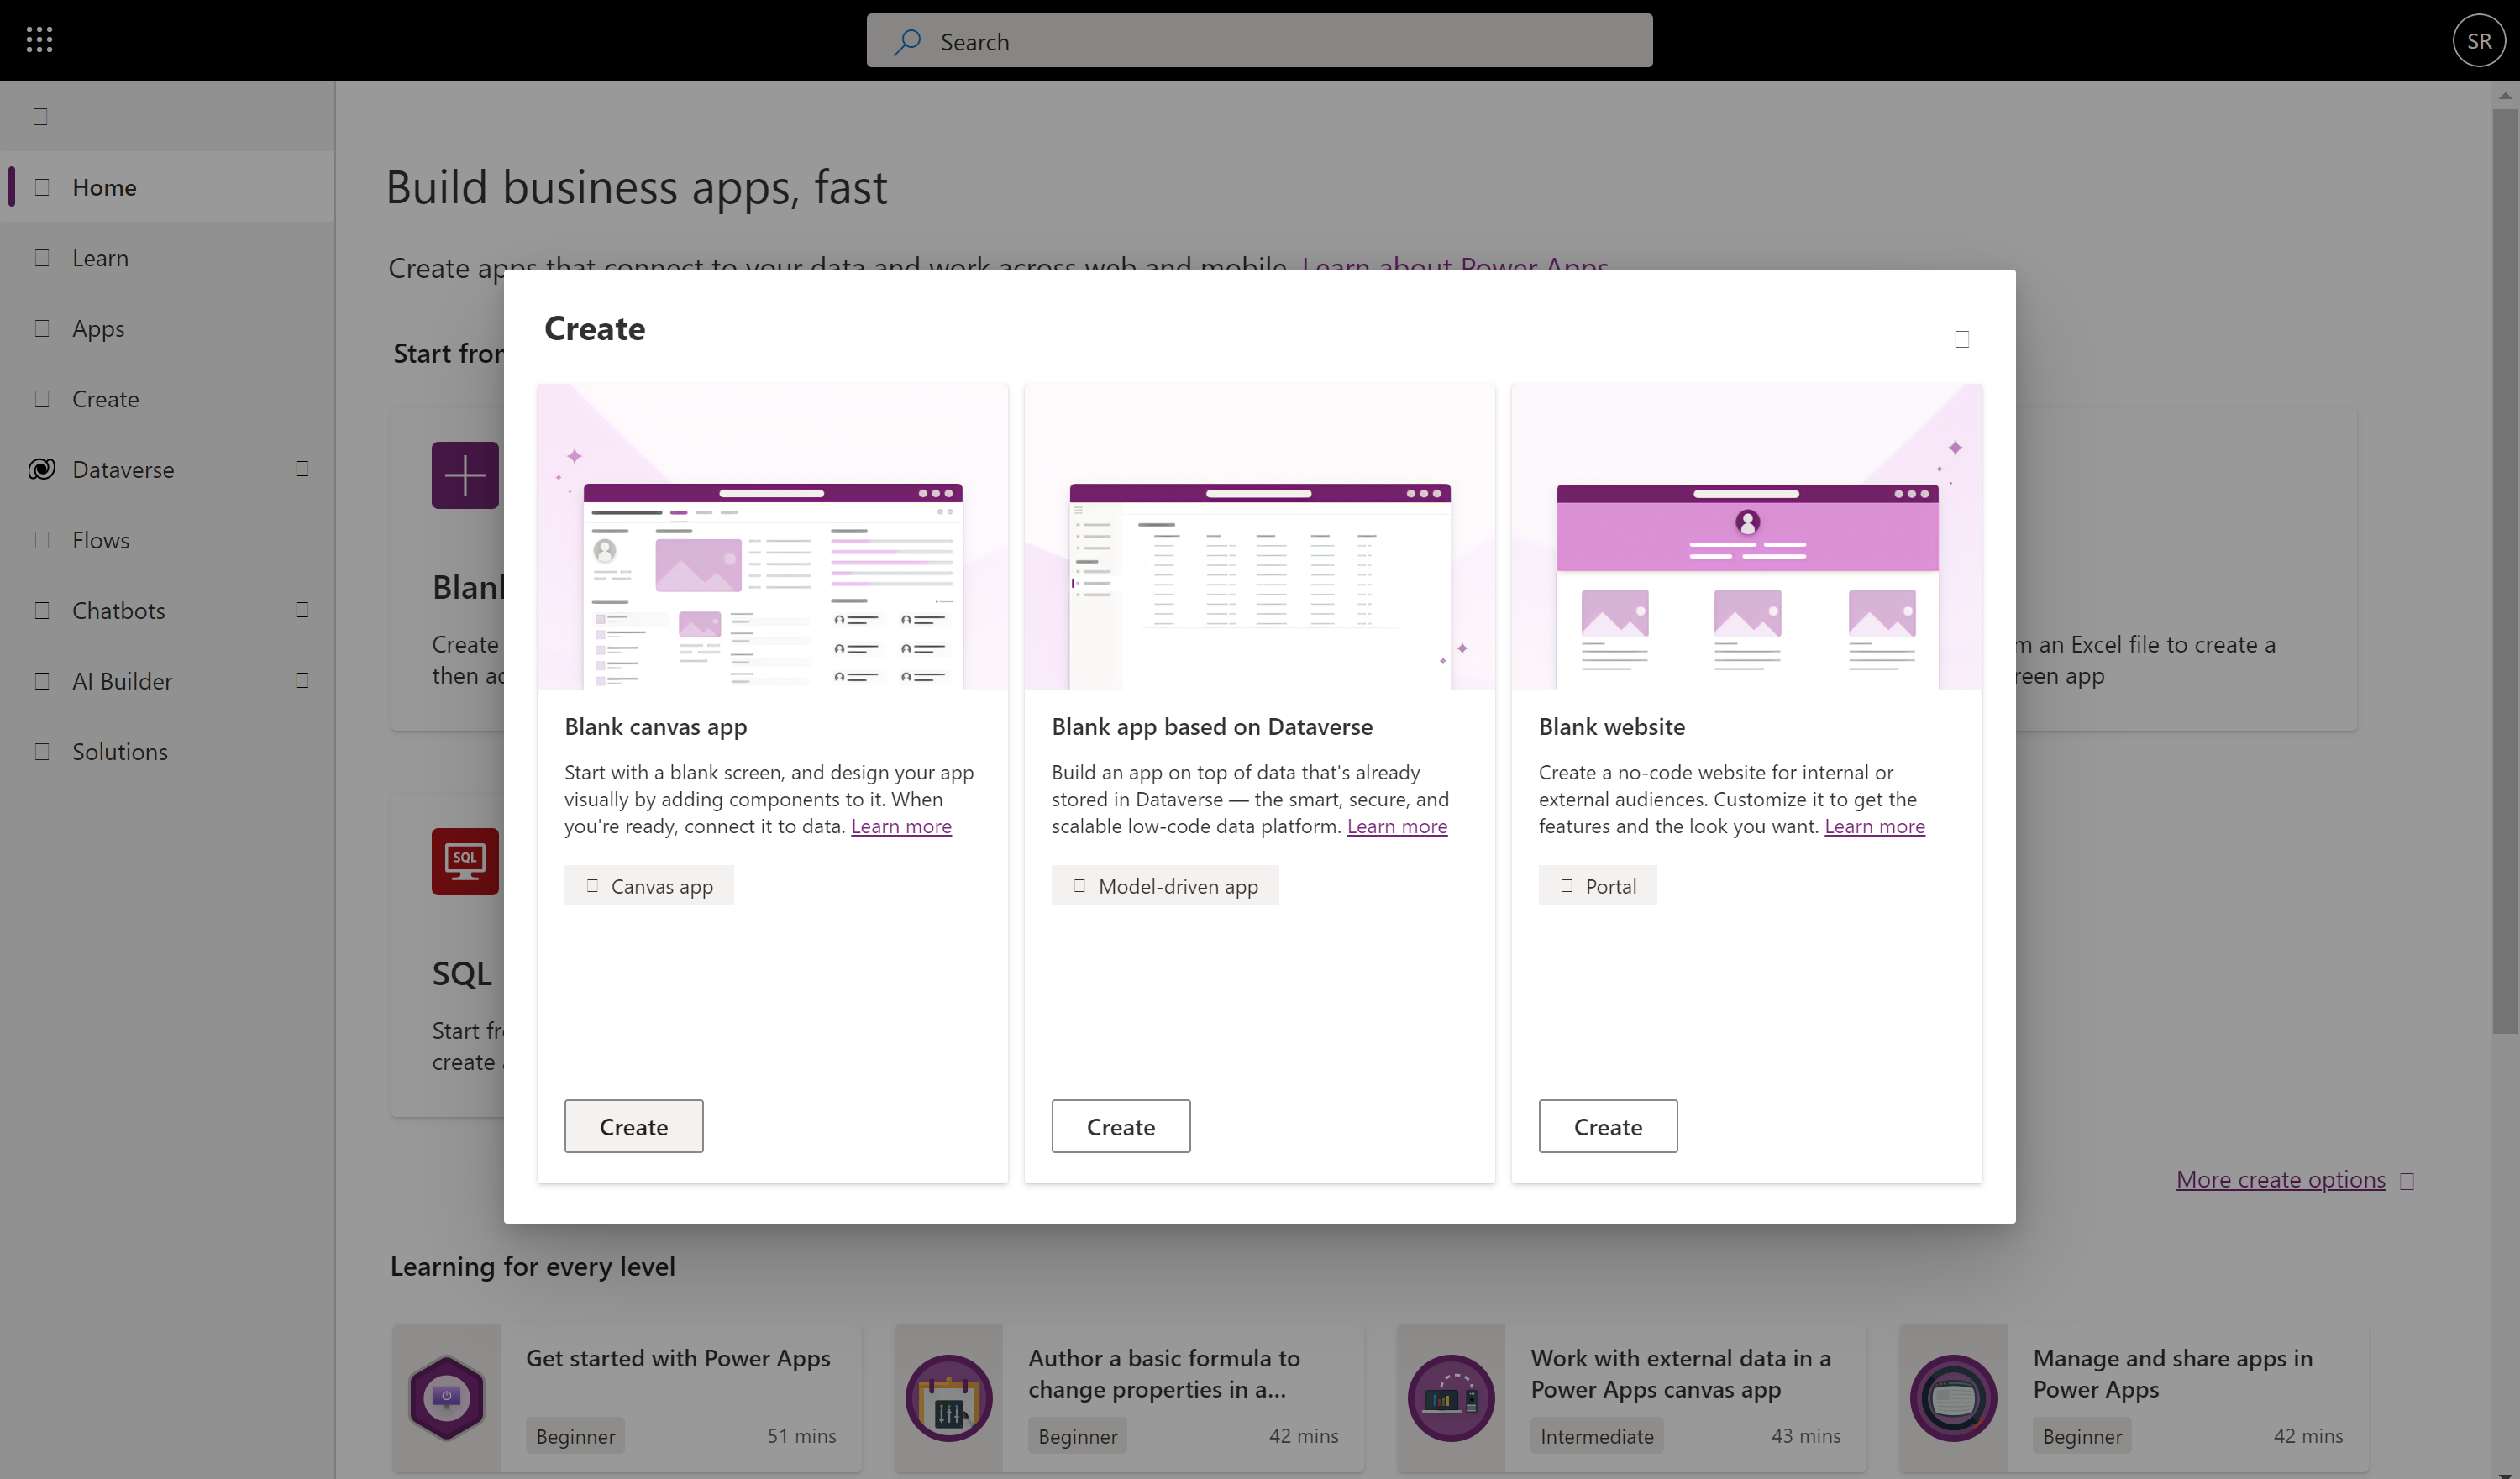 Search
SR
Home
Learn
Apps
Create
Dataverse
Flows
Chatbots
AI Builder
Solutions
Build business apps, fast
Create apps that connect to your data and work across web and mobile. Learn about Power Apps
Start from
Blank
Create
then
m an Excel file to create a
reen app
SQL
SQL
Start
create
Create
Blank canvas app
Start with a blank screen, and design your app
visually by adding components to it. When
you're ready, connect it to data. Learn more
Canvas app
Create
Blank app based on Dataverse
Build an app on top of data that's already
stored in Dataverse — the smart, secure, and
scalable low-code data platform. Learn more
Model-driven app
Create
Blank website
Create a no-code website for internal or
external audiences. Customize it to get the
features and the look you want. Learn more
Portal
Create
More create options
Learning for every level
Get started with Power Apps
Beginner 51 mins
Author a basic formula to
change properties in a...
Beginner 42 mins
Work with external data in a
Power Apps canvas app
Intermediate 43 mins
Manage and share apps in
Power Apps
Beginner 42 mins